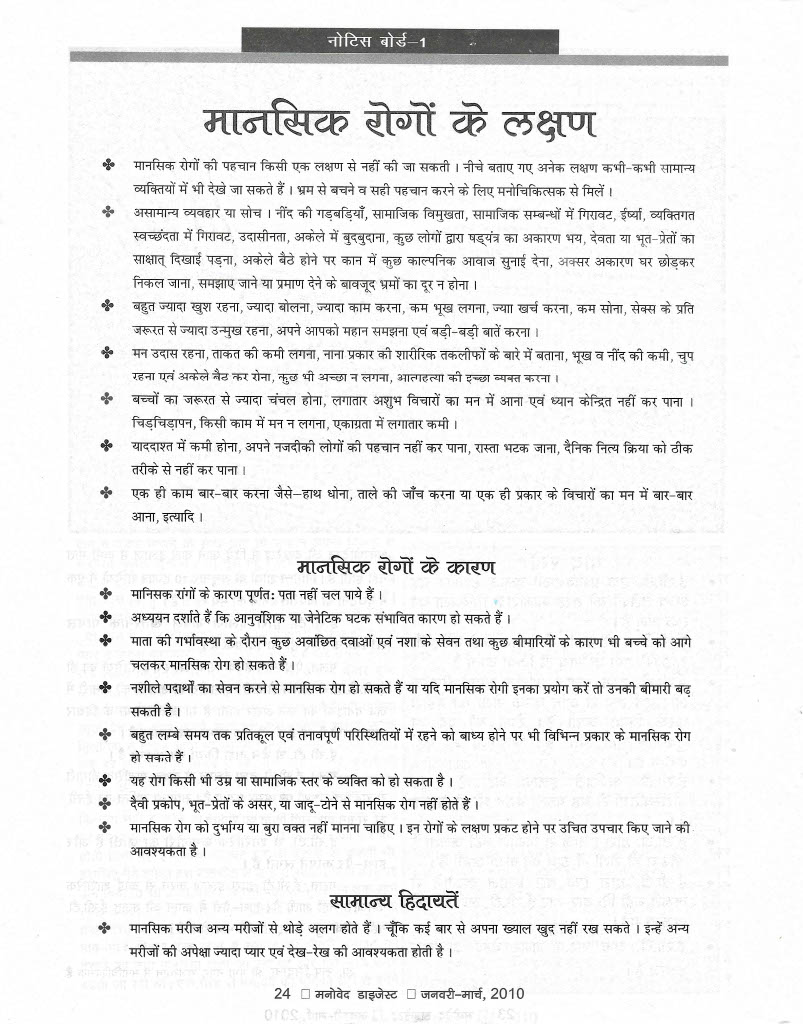 नोटिस बोर्ड-1
मानसिक रोगों के लक्षण
❖ मानसिक रोगों की पहचान किसी एक लक्षण से नहीं की जा सकती । नीचे बताए गए अनेक लक्षण कभी-कभी सामान्य
व्यक्तियों में भी देखे जा सकते हैं । भ्रम से बचने व सही पहचान करने के लिए मनोचिकित्सक से मिलें ।
❖ असामान्य व्यवहार या सोच । नींद की गड़बड़ियाँ, सामाजिक विमुखता, सामाजिक सम्बन्धों में गिरावट, ईर्ष्या, व्यक्तिगत
स्वच्छंदता में गिरावट, उदासीनता, अकेले में बुदबुदाना, कुछ लोगों द्वारा षड्यंत्र का अकारण भय, देवता या भूत-प्रेतों का
साक्षात् दिखाई पड़ना, अकेले बैठे होने पर कान में कुछ काल्पनिक आवाज सुनाई देना, अक्सर अकारण घर छोड़कर
निकल जाना, समझाए जाने या प्रमाण देने के बावजूद भ्रमों का दूर न होना ।
❖ बहुत ज्यादा खुश रहना, ज्यादा बोलना, ज्यादा काम करना, कम भूख लगना, ज्याा खर्च करना, कम सोना, सेक्स के प्रति
जरूरत से ज्यादा उन्मुख रहना, अपने आपको महान समझना एवं बड़ी-बड़ी बातें करना ।
❖ मन उदास रहना, ताकत की कमी लगना, नाना प्रकार की शारीरिक तकलीफों के बारे में बताना, भूख व नींद की कमी, चुप
रहना एवं अकेले बैठ कर रोना, कुछ भी अच्छा न लगना, आत्महत्या की इच्छा व्यक्त करना ।
❖ बच्चों का जरूरत से ज्यादा चंचल होना, लगातार अशुभ विचारों का मन में आना एवं ध्यान केन्द्रित नहीं कर पाना ।
चिड़चिड़ापन, किसी काम में मन न लगना, एकाग्रता में लगातार कमी ।
❖ याददाश्त में कमी होना, अपने नजदीकी लोगों की पहचान नहीं कर पाना, रास्ता भटक जाना, दैनिक नित्य क्रिया को ठीक
तरीके से नहीं कर पाना ।
❖ एक ही काम बार-बार करना जैसे-हाथ धोना, ताले की जाँच करना या एक ही प्रकार के विचारों का मन में बार-बार
आना, इत्यादि ।
मानसिक रोगों के कारण
❖ मानिसक रांगों के कारण पूर्णत: पता नहीं चल पाये हैं ।
❖ अध्ययन दर्शाते हैं कि आनुवंशिक या जेनेटिक घटक संभावित कारण हो सकते हैं ।
❖ माता की गर्भावस्था के दौरान कुछ अवांछित दवाओं एवं नशा के सेवन तथा कुछ बीमारियों के कारण भी बच्चे को आगे
चलकर मानसिक रोग हो सकते हैं ।
❖ नशीले पदार्थों का सेवन करने से मानसिक रोग हो सकते हैं या यदि मानसिक रोगी इनका प्रयोग करें तो उनकी बीमारी बढ़
सकती है ।
❖ बहुत लम्बे समय तक प्रतिकूल एवं तनावपूर्ण परिस्थितियों में रहने को बाध्य होने पर भी विभिन्न प्रकार के मानसिक रोग
हो सकते हैं ।
❖ यह रोग किसी भी उम्र या सामाजिक स्तर के व्यक्ति को हो सकता है ।
❖ दैवी प्रकोप, भूत-प्रेतों के असर, या जादू-टोने से मानसिक रोग नहीं होते हैं ।
❖ मानसिक रोग को दुर्भाग्य या बुरा वक्त नहीं मानना चाहिए । इन रोगों के लक्षण प्रकट होने पर उचित उपचार किए जाने की
आवश्यकता है ।
सामान्य हिदायतें
❖ मानसिक मरीज अन्य मरीजों से थोड़े अलग होते हैं । चूँकि कई बार से अपना ख्याल खुद नहीं रख सकते । इन्हें अन्य
मरीजों की अपेक्षा ज्यादा प्यार एवं देख-रेख की आवश्यकता होती है ।
24 □ मनोवेद डाइजेस्ट □ जनवरी-मार्च, 2010